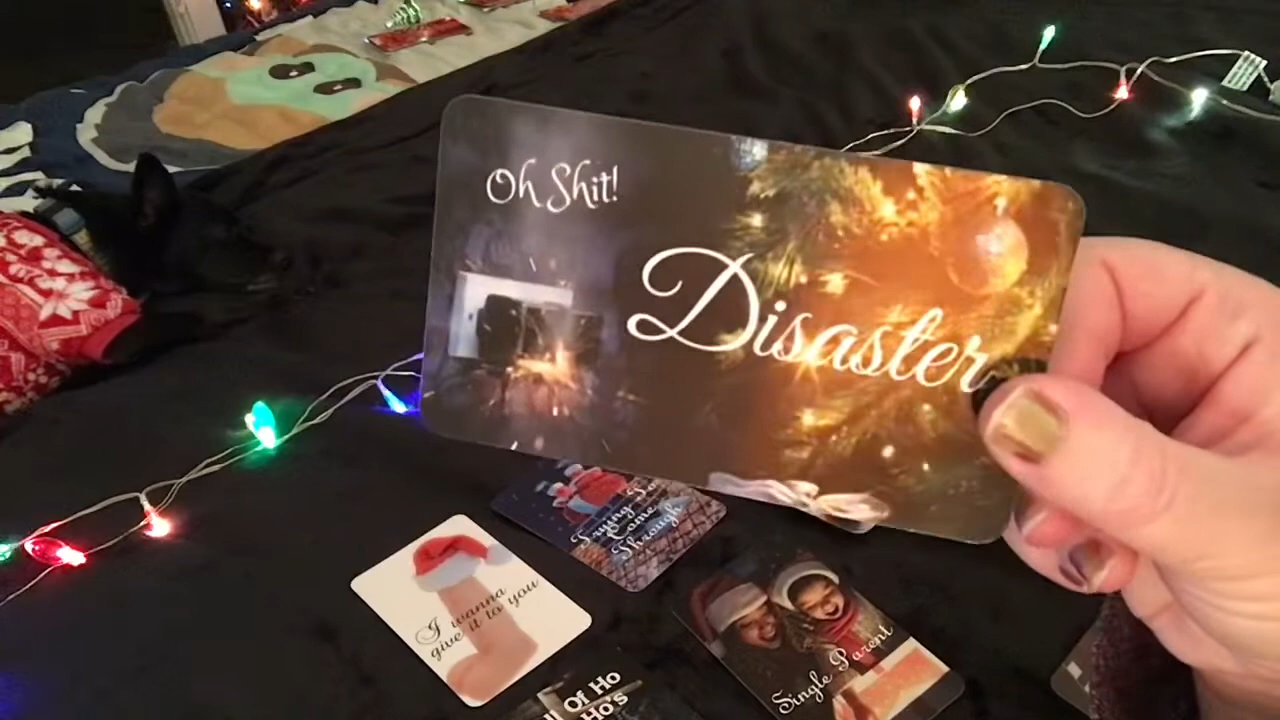 Oh Shit!
Disaster
Trying To
Come
Through
I wanna
give it to you
Single Parent
Of Ho
Ho's